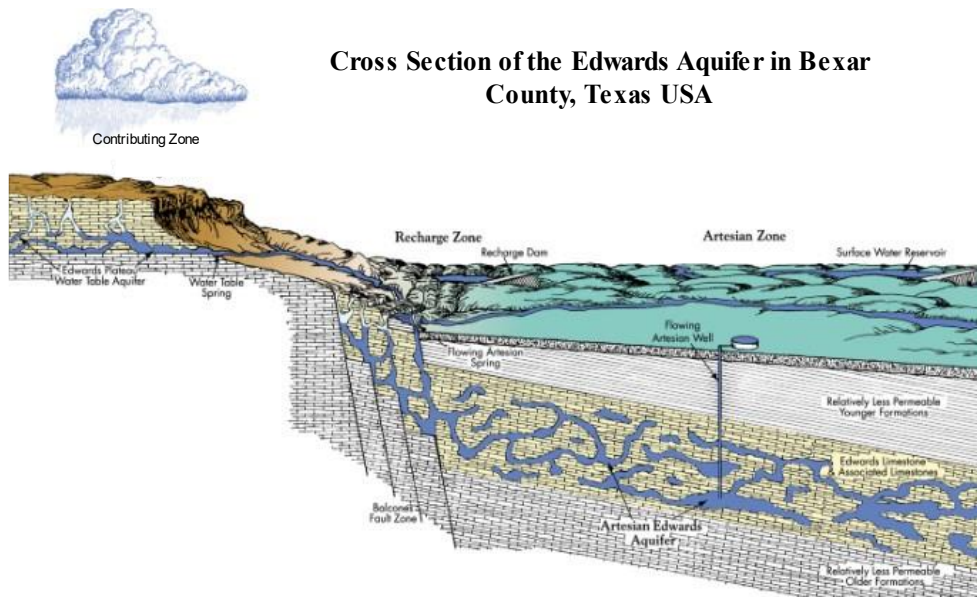 Cross Section of the Edwards Aquifer in Bexar
County, Texas USA
Contributing Zone
Recharge Zone
Artesian Zone
Recharge Dam
Surface Water Reservoir
Edwards Plateau
Water Table Aquifer
Water Table
Spring
Flowing
Artesian Well
Flowing Artesian
Spring
Relatively Less Permeable
Younger Formations
Edwards Limestone
& Associated Limestones
Balcones
Fault Zone
Artesian Edwards
Aquifer
Relatively Less Permeable
Older Formations